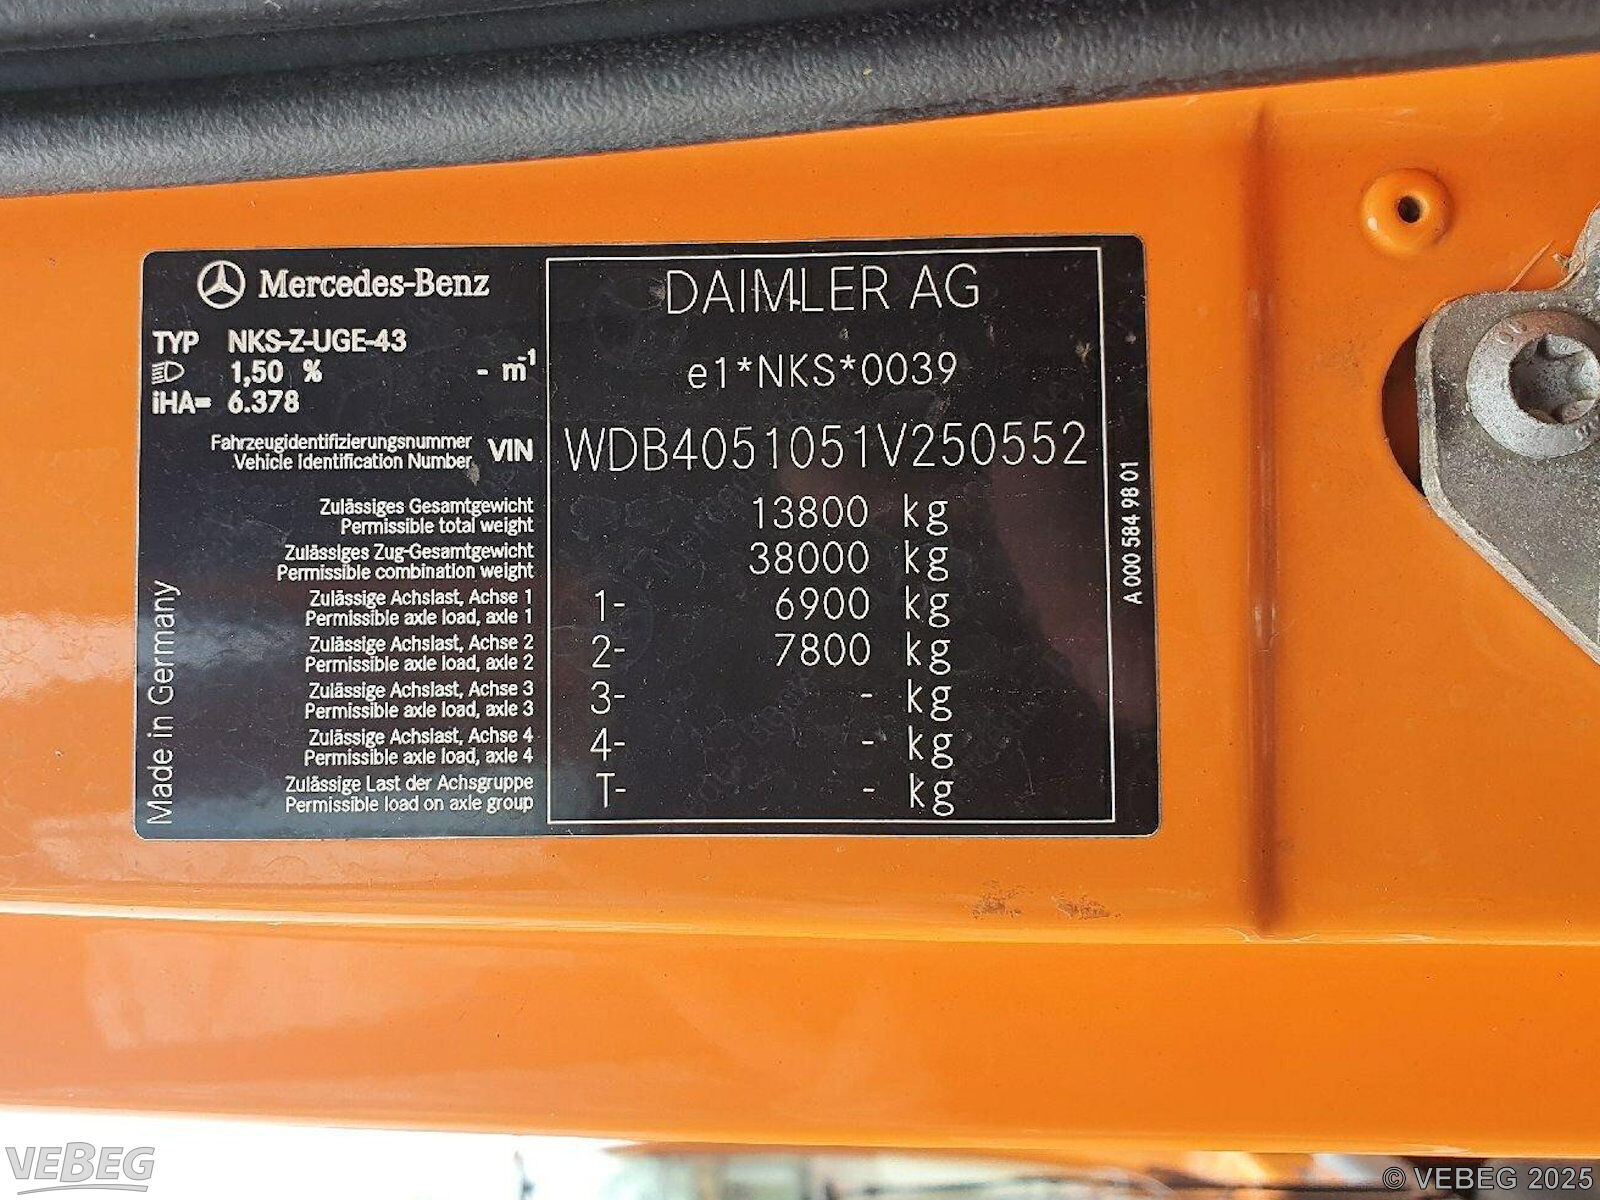 Mercedes-Benz
TYP NKS-Z-UGE-43
1,50 % - m-1
iHA= 6.378
Fahrzeugidentifizierungsnummer
Vehicle Identification Number
VIN
Zulässiges Gesamtgewicht
Permissible total weight
Zulässiges Zug-Gesamtgewicht
Permissible combination weight
Zulässige Achslast, Achse 1
Permissible axle load, axle 1
Zulässige Achslast, Achse 2
Permissible axle load, axle 2
Zulässige Achslast, Achse 3
Permissible axle load, axle 3
Zulässige Achslast, Achse 4
Permissible axle load, axle 4
Zulässige Last der Achsgruppe
Permissible load on axle group
Made in Germany
DAIMLER AG
e1*NKS*0039
WDB4051051V250552
13800 kg
38000 kg
1- 6900 kg
2- 7800 kg
3- - kg
4- - kg
T- - kg
A 000 584 98 01
VEBEG
© VEBEG 2025